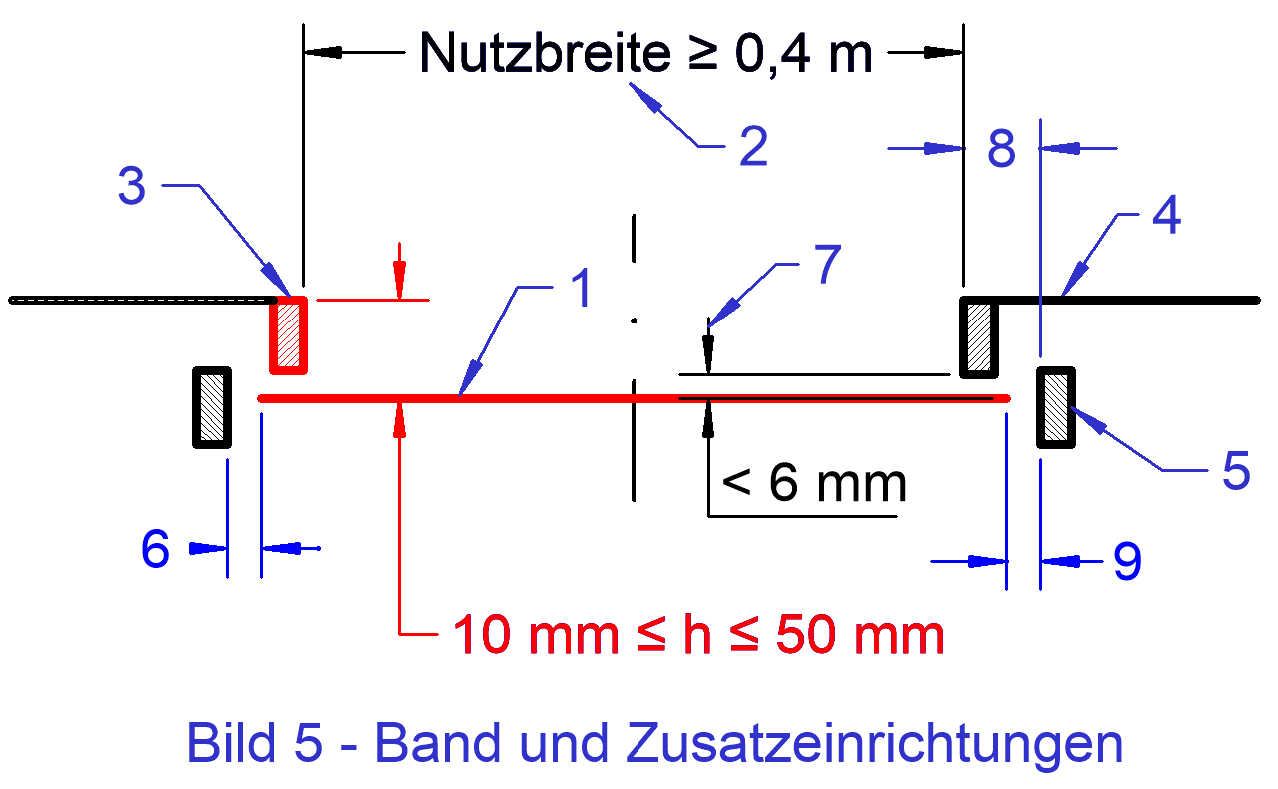 Nutzbreite ≥ 0,4 m
2
8
3
4
7
1
5
< 6 mm
6
9
10 mm ≤ h ≤ 50 mm
Bild 5 - Band und Zusatzeinrichtungen